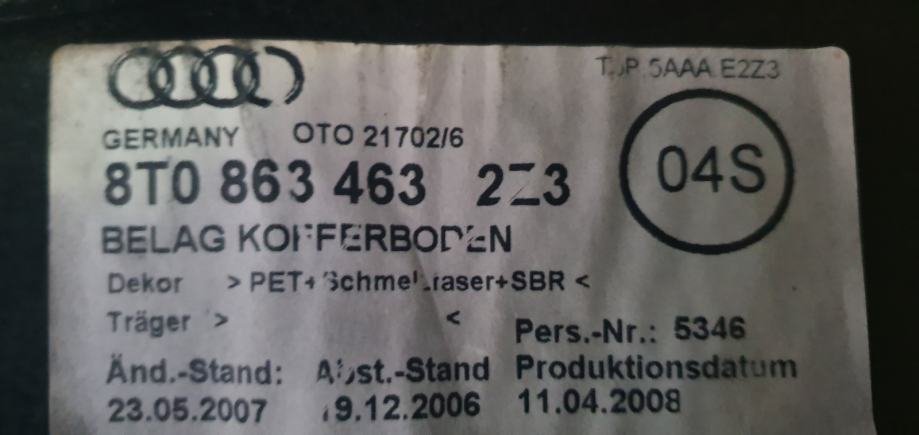 5AAA E2Z3
GERMANY OTO 21702/6
8T0 863 463 2Z3
04S
BELAG KOFFERBODEN
Dekor > PET+Schmelzfaser+SBR <
Träger > <
Pers.-Nr.: 5346
Änd.-Stand: Abst.-Stand Produktionsdatum
23.05.2007 9.12.2006 11.04.2008